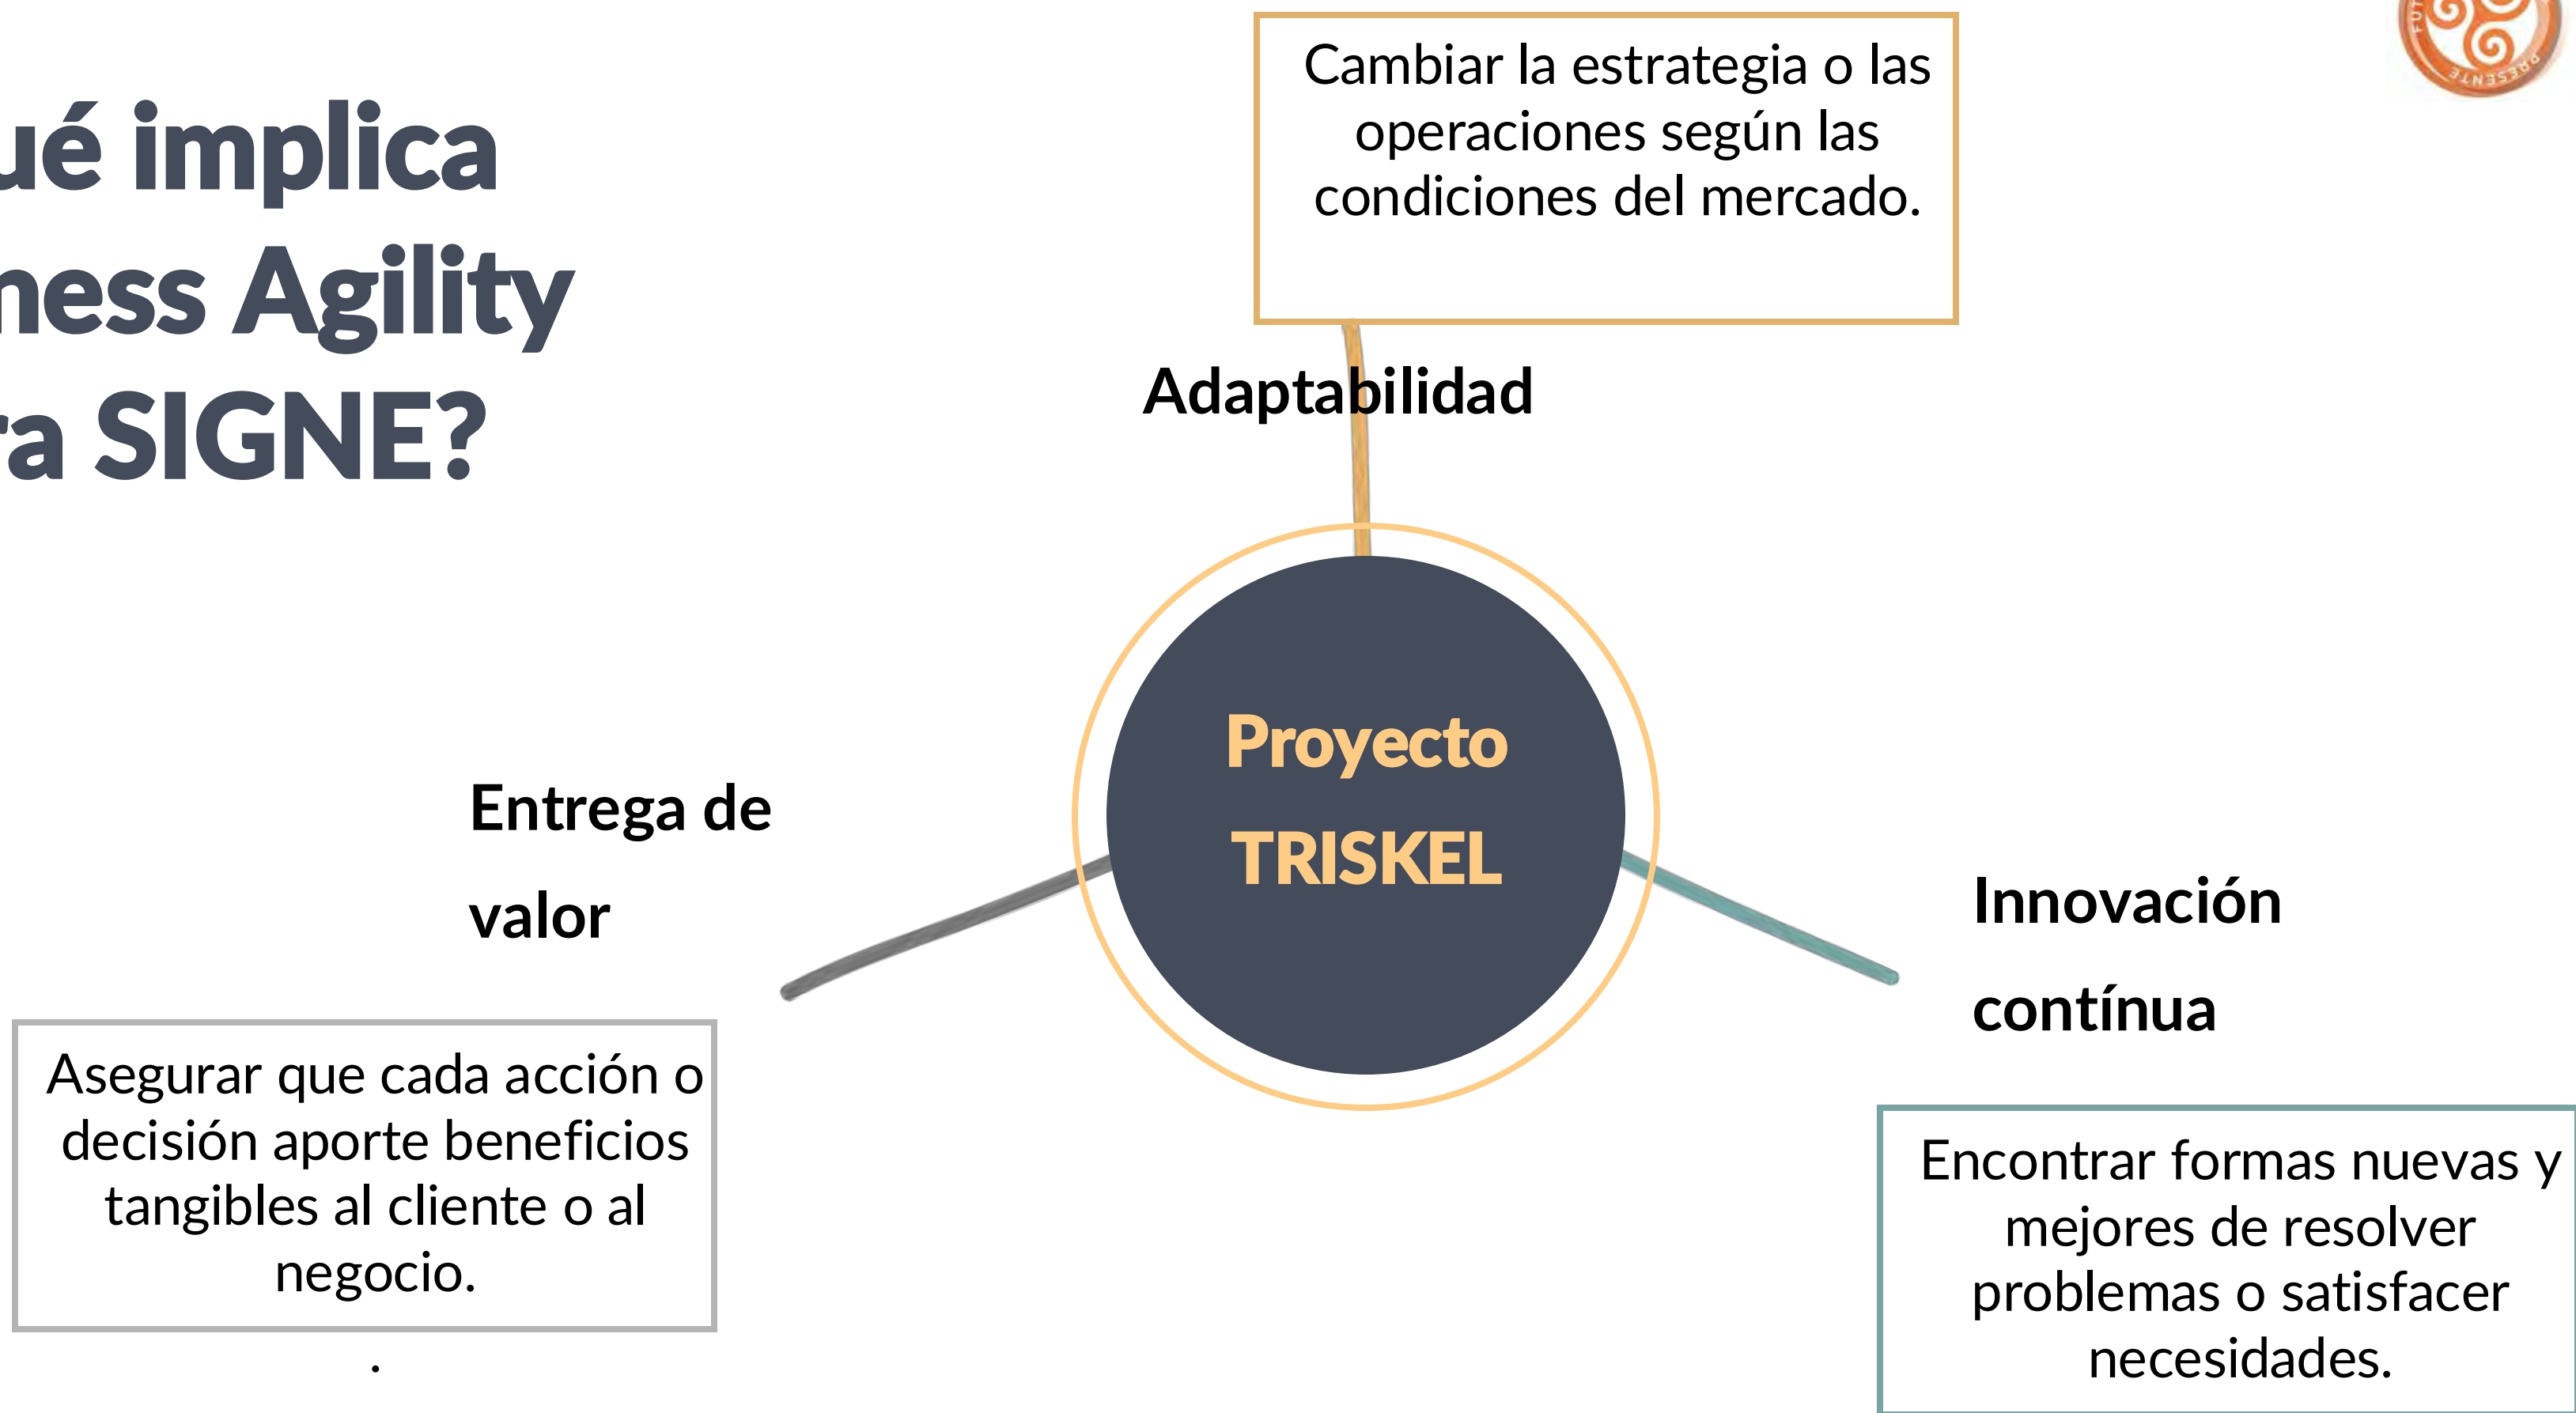 ué implica
ness Agility
ra SIGNE?
Cambiar la estrategia o las
operaciones según las
condiciones del mercado.
Adaptabilidad
Proyecto
TRISKEL
Entrega de
valor
Asegurar que cada acción o
decisión aporte beneficios
tangibles al cliente o al
negocio.
.
Innovación
contínua
Encontrar formas nuevas y
mejores de resolver
problemas o satisfacer
necesidades.
FUT
PRESENTE